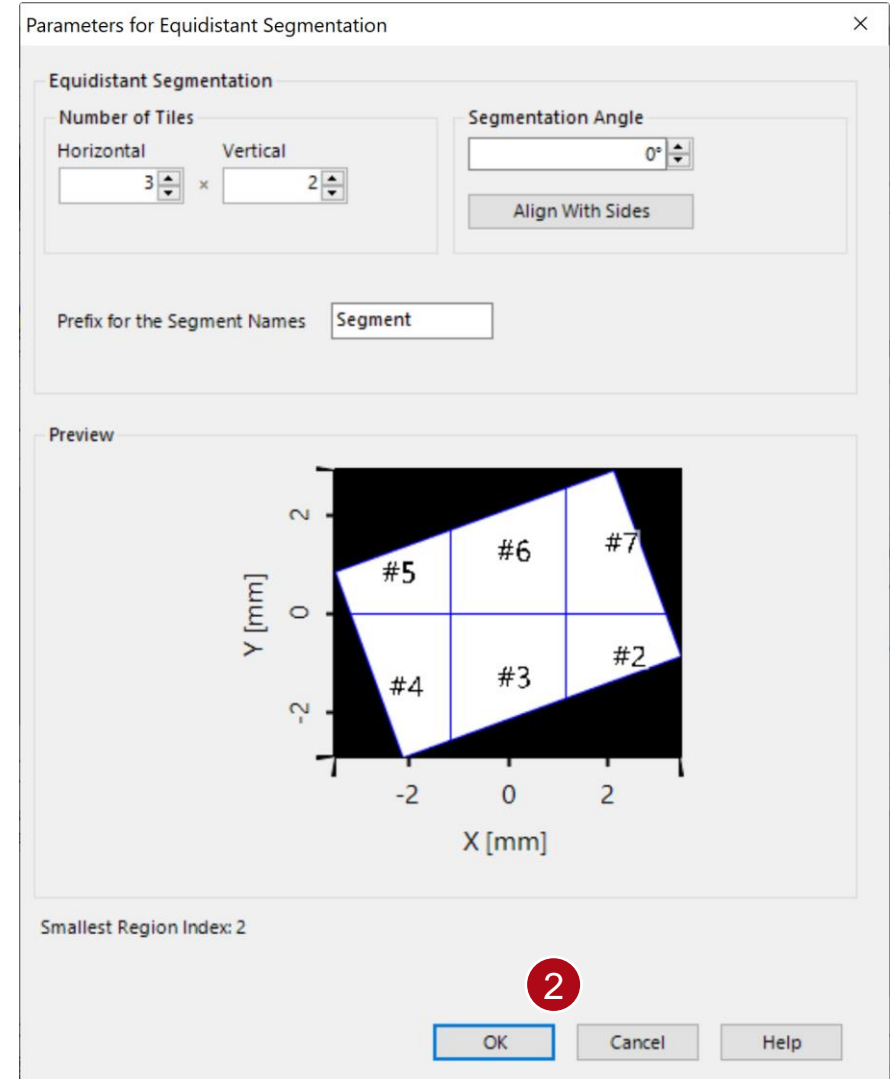 Parameters for Equidistant Segmentation ×
Equidistant Segmentation
Number of Tiles
Horizontal Vertical
3 × 2
Segmentation Angle
0°
Align With Sides
Prefix for the Segment Names Segment
Preview
2
0
-2
Y [mm]
#5 #6 #7
#4 #3 #2
-2 0 2
X [mm]
Smallest Region Index: 2
2
OK Cancel Help